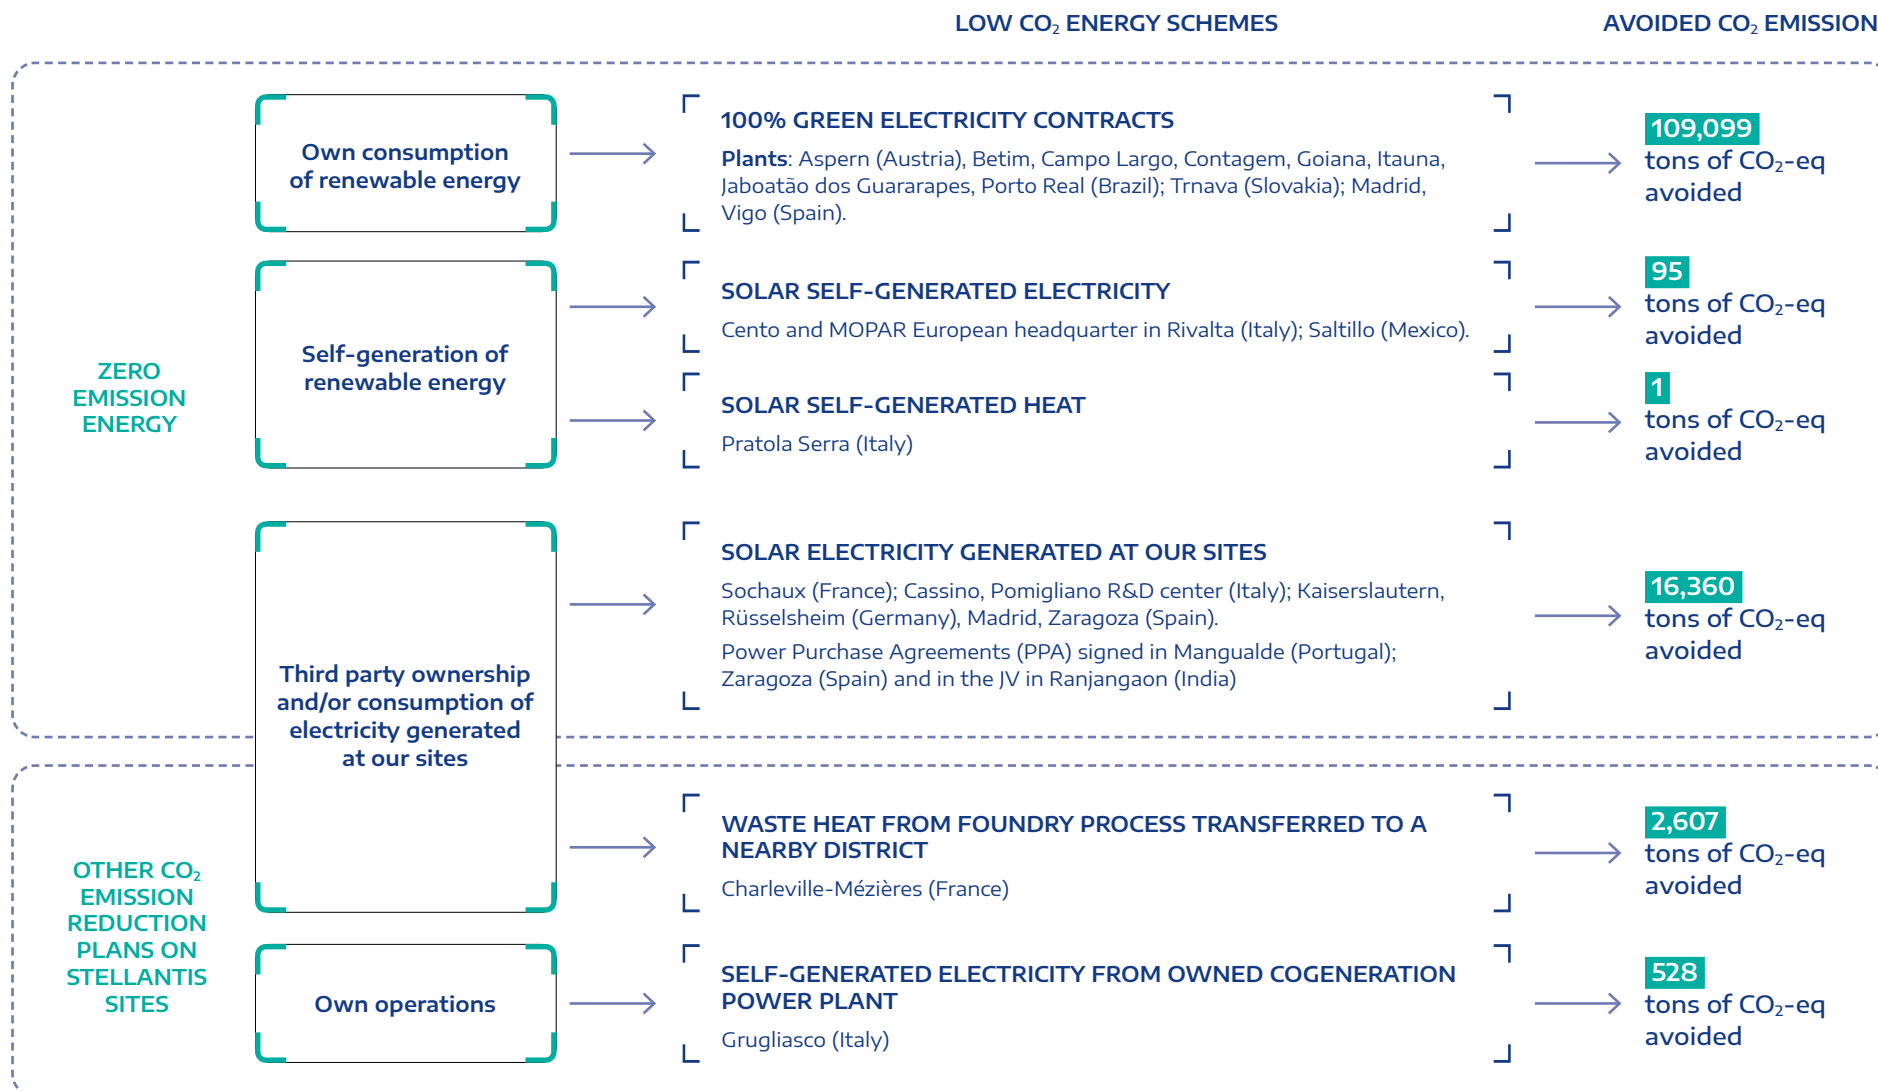 LOW CO₂ ENERGY SCHEMES
AVOIDED CO₂ EMISSION
ZERO
EMISSION
ENERGY
Own consumption
of renewable energy
100% GREEN ELECTRICITY CONTRACTS
Plants: Aspern (Austria), Betim, Campo Largo, Contagem, Goiana, Itauna,
Jaboatão dos Guararapes, Porto Real (Brazil); Trnava (Slovakia); Madrid,
Vigo (Spain).
109,099
tons of CO₂-eq
avoided
Self-generation of
renewable energy
SOLAR SELF-GENERATED ELECTRICITY
Cento and MOPAR European headquarter in Rivalta (Italy); Saltillo (Mexico).
95
tons of CO₂-eq
avoided
SOLAR SELF-GENERATED HEAT
Pratola Serra (Italy)
1
tons of CO₂-eq
avoided
Third party ownership
and/or consumption of
electricity generated
at our sites
SOLAR ELECTRICITY GENERATED AT OUR SITES
Sochaux (France); Cassino, Pomigliano R&D center (Italy); Kaiserslautern,
Rüsselsheim (Germany), Madrid, Zaragoza (Spain).
Power Purchase Agreements (PPA) signed in Mangualde (Portugal);
Zaragoza (Spain) and in the JV in Ranjangaon (India)
16,360
tons of CO₂-eq
avoided
OTHER CO₂
EMISSION
REDUCTION
PLANS ON
STELLANTIS
SITES
WASTE HEAT FROM FOUNDRY PROCESS TRANSFERRED TO A
NEARBY DISTRICT
Charleville-Mézières (France)
2,607
tons of CO₂-eq
avoided
Own operations
SELF-GENERATED ELECTRICITY FROM OWNED COGENERATION
POWER PLANT
Grugliasco (Italy)
528
tons of CO₂-eq
avoided